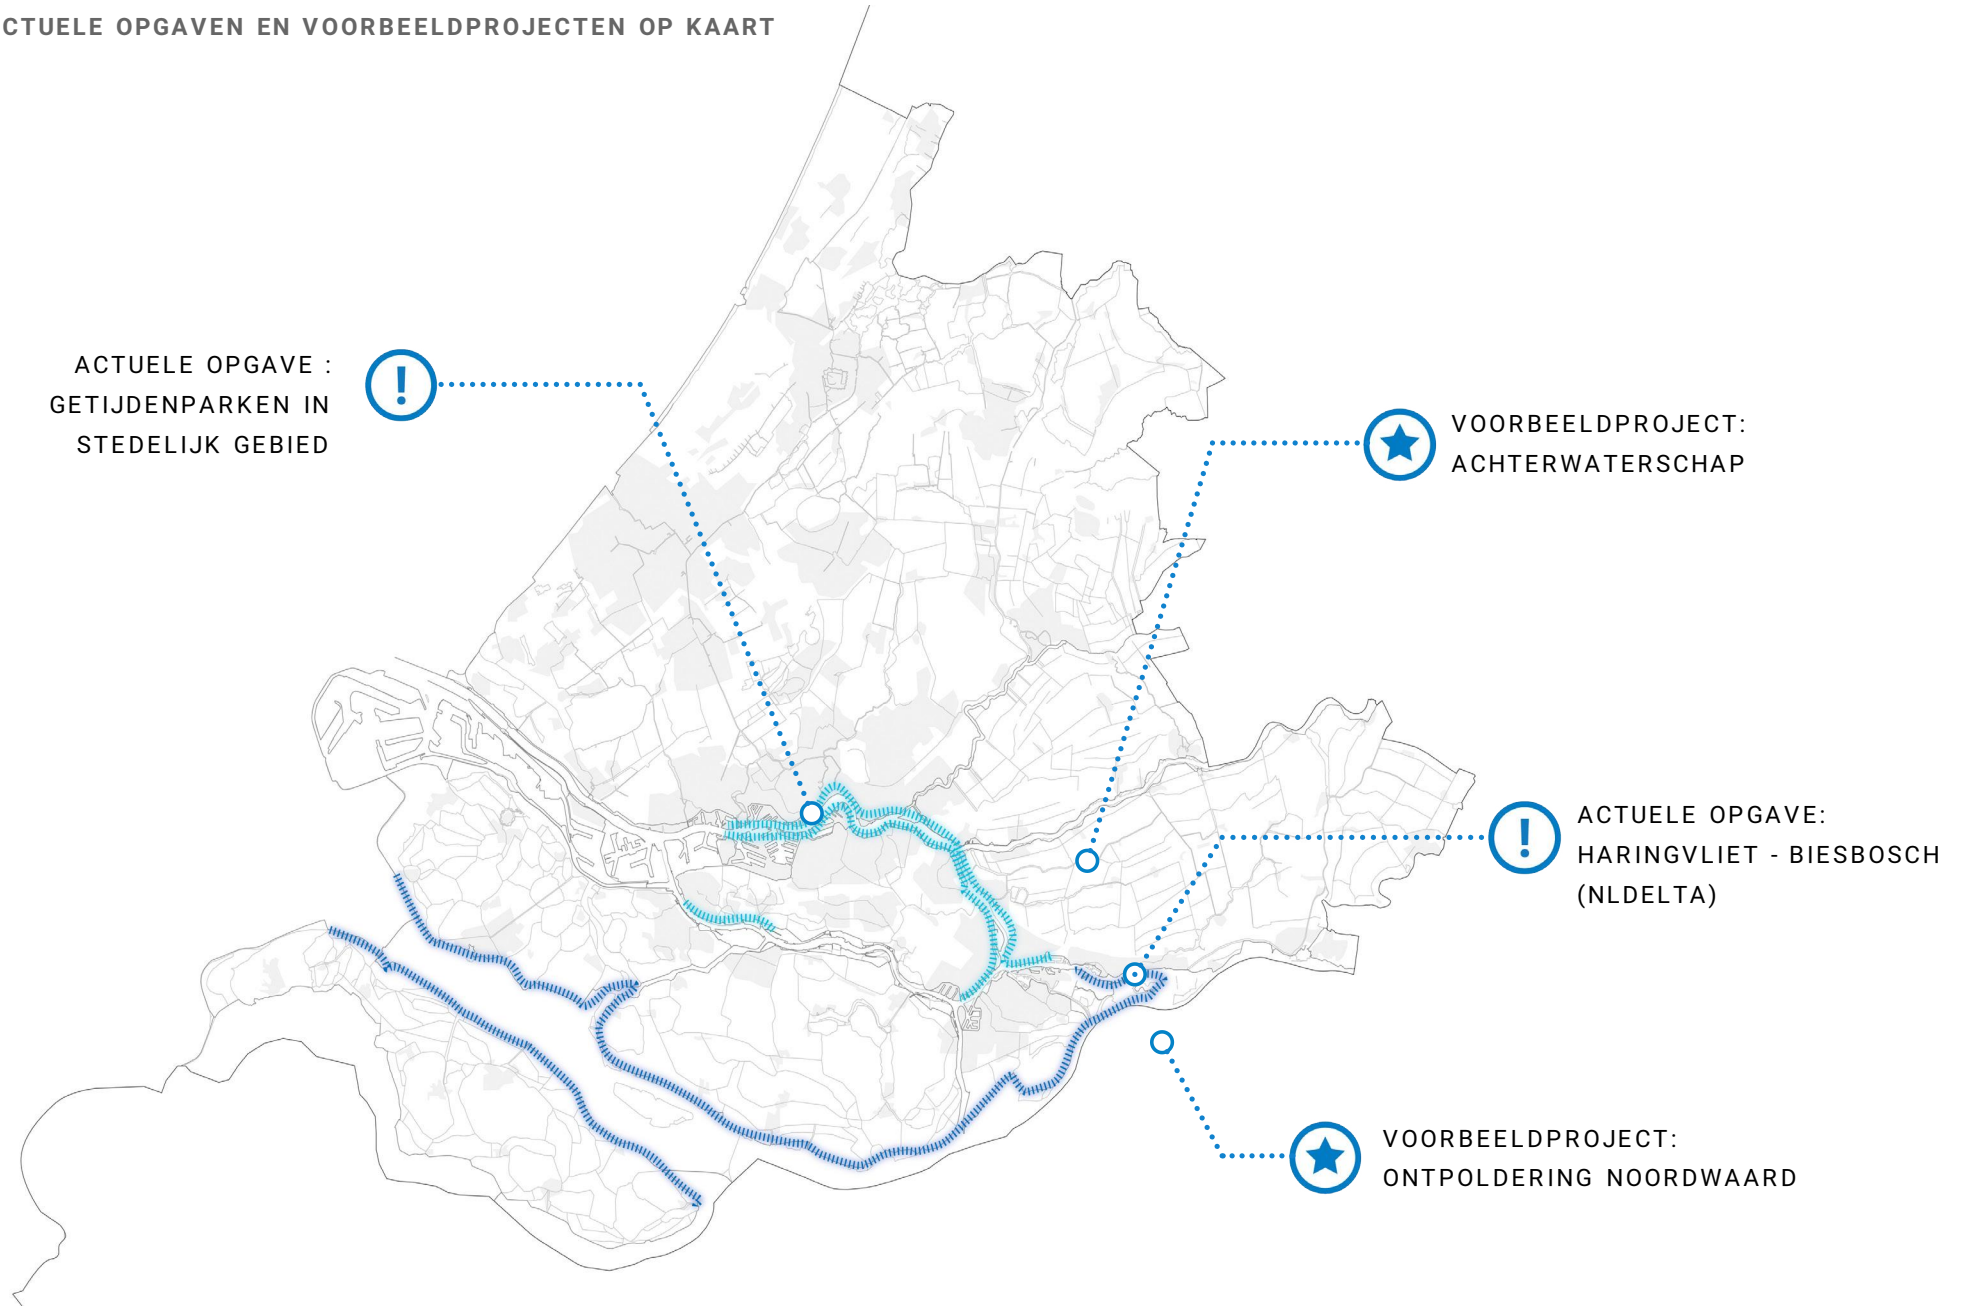 CTUELE OPGAVEN EN VOORBEELDPROJECTEN OP KAART
ACTUELE OPGAVE :
GETIJDENPARKEN IN
STEDELIJK GEBIED
VOORBEELDPROJECT:
ACHTERWATERSCHAP
ACTUELE OPGAVE:
HARINGVLIET - BIESBOSCH
(NLDELTA)
VOORBEELDPROJECT:
ONTPOLDERING NOORDWAARD